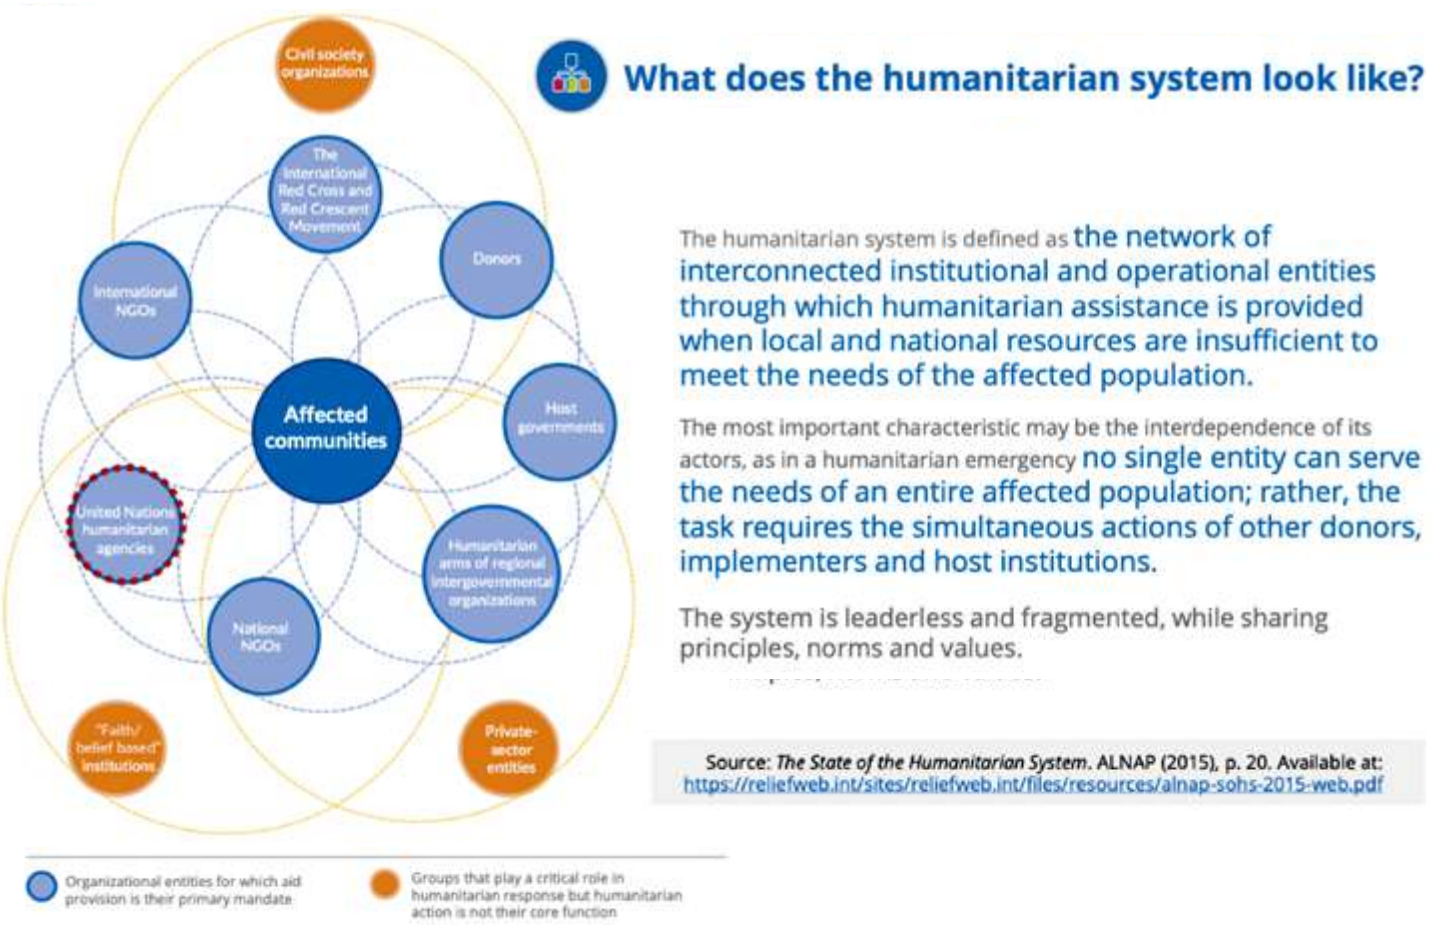 Civil society
organizations
What does the humanitarian system look like?
The
International
Red Cross and
Red Crescent
Movement
Donors
International
NGOs
Affected
communities
Host
governments
United Nations
humanitarian
agencies
Humanitarian
arms of regional
intergovernmental
organizations
National
NGOs
"Faith/
belief based"
institutions
Private-
sector
entities
The humanitarian system is defined as the network of
interconnected institutional and operational entities
through which humanitarian assistance is provided
when local and national resources are insufficient to
meet the needs of the affected population.
The most important characteristic may be the interdependence of its
actors, as in a humanitarian emergency no single entity can serve
the needs of an entire affected population; rather, the
task requires the simultaneous actions of other donors,
implementers and host institutions.
The system is leaderless and fragmented, while sharing
principles, norms and values.
Source: The State of the Humanitarian System. ALNAP (2015), p. 20. Available at:
https://reliefweb.int/sites/reliefweb.int/files/resources/alnap-sohs-2015-web.pdf
Organizational entities for which aid
provision is their primary mandate
Groups that play a critical role in
humanitarian response but humanitarian
action is not their core function